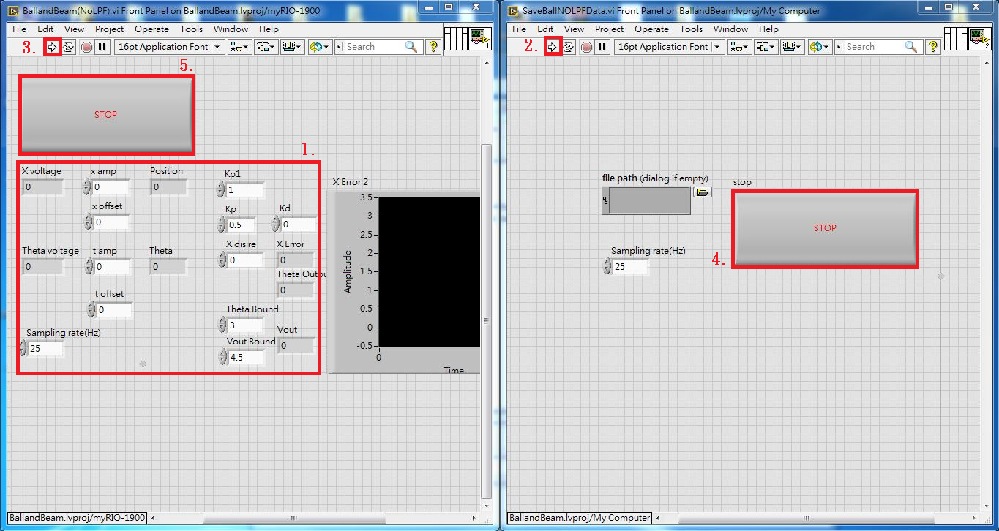 BallandBeam(NoLPF).vi Front Panel on BallandBeam.lvproj/myRIO-1900
File Edit View Project Operate Tools Window Help
3. 16pt Application Font Search ? 1
5.
STOP
1.
X voltage x amp Position Kp1
0 0 0 1
x offset Kp Kd
0 0.5 0
Theta voltage t amp Theta X disire X Error
0 0 0 0 0
Theta Outpu
0
t offset
0
Theta Bound
3
Sampling rate(Hz) Vout Bound Vout
25 4.5 0
X Error 2
3.5
3
2.5
2
1.5
1
0.5
0
-0.5
Amplitude
0
Time
BallandBeam.lvproj/myRIO-1900
SaveBallNOLPFData.vi Front Panel on BallandBeam.lvproj/My Computer
File Edit View Project Operate Tools Window Help
2. 16pt Application Font Search ? 2
file path (dialog if empty)
stop
STOP
Sampling rate(Hz)
25
4.
BallandBeam.lvproj/My Computer